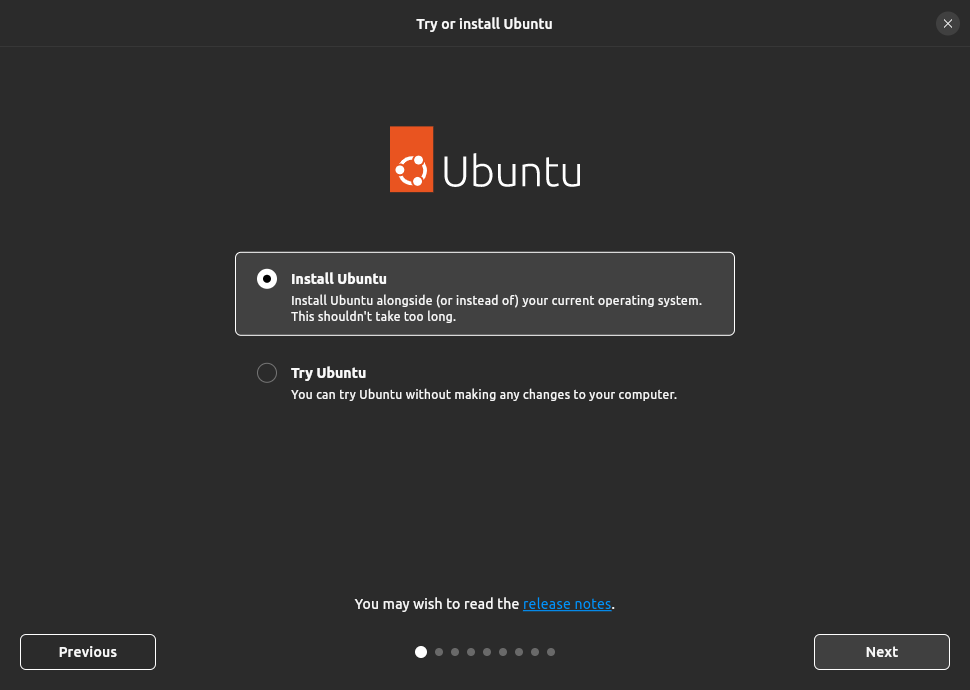 Try or install Ubuntu
Ubuntu
Install Ubuntu
Install Ubuntu alongside (or instead of) your current operating system.
This shouldn't take too long.
Try Ubuntu
You can try Ubuntu without making any changes to your computer.
You may wish to read the release notes.
Previous
Next